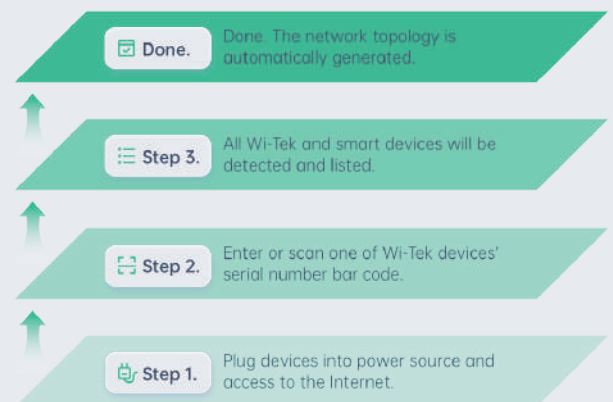 Done.
Done. The network topology is
automatically generated.
Step 3.
All Wi-Tek and smart devices will be
detected and listed.
Step 2.
Enter or scan one of Wi-Tek devices'
serial number bar code.
Step 1.
Plug devices into power source and
access to the Internet.